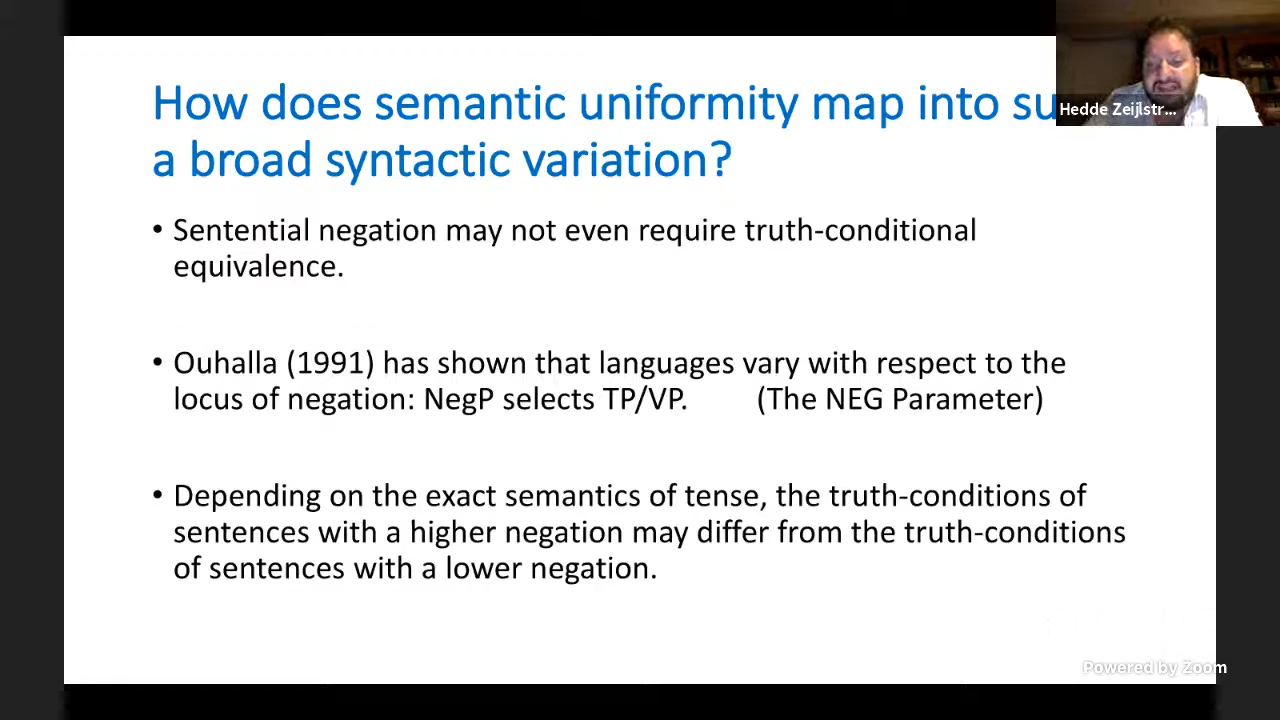 How does semantic uniformity map into su
a broad syntactic variation?
Hedde Zeijlstr...
• Sentential negation may not even require truth-conditional
equivalence.
• Ouhalla (1991) has shown that languages vary with respect to the
locus of negation: NegP selects TP/VP. (The NEG Parameter)
• Depending on the exact semantics of tense, the truth-conditions of
sentences with a higher negation may differ from the truth-conditions
of sentences with a lower negation.
Powered by Zoom